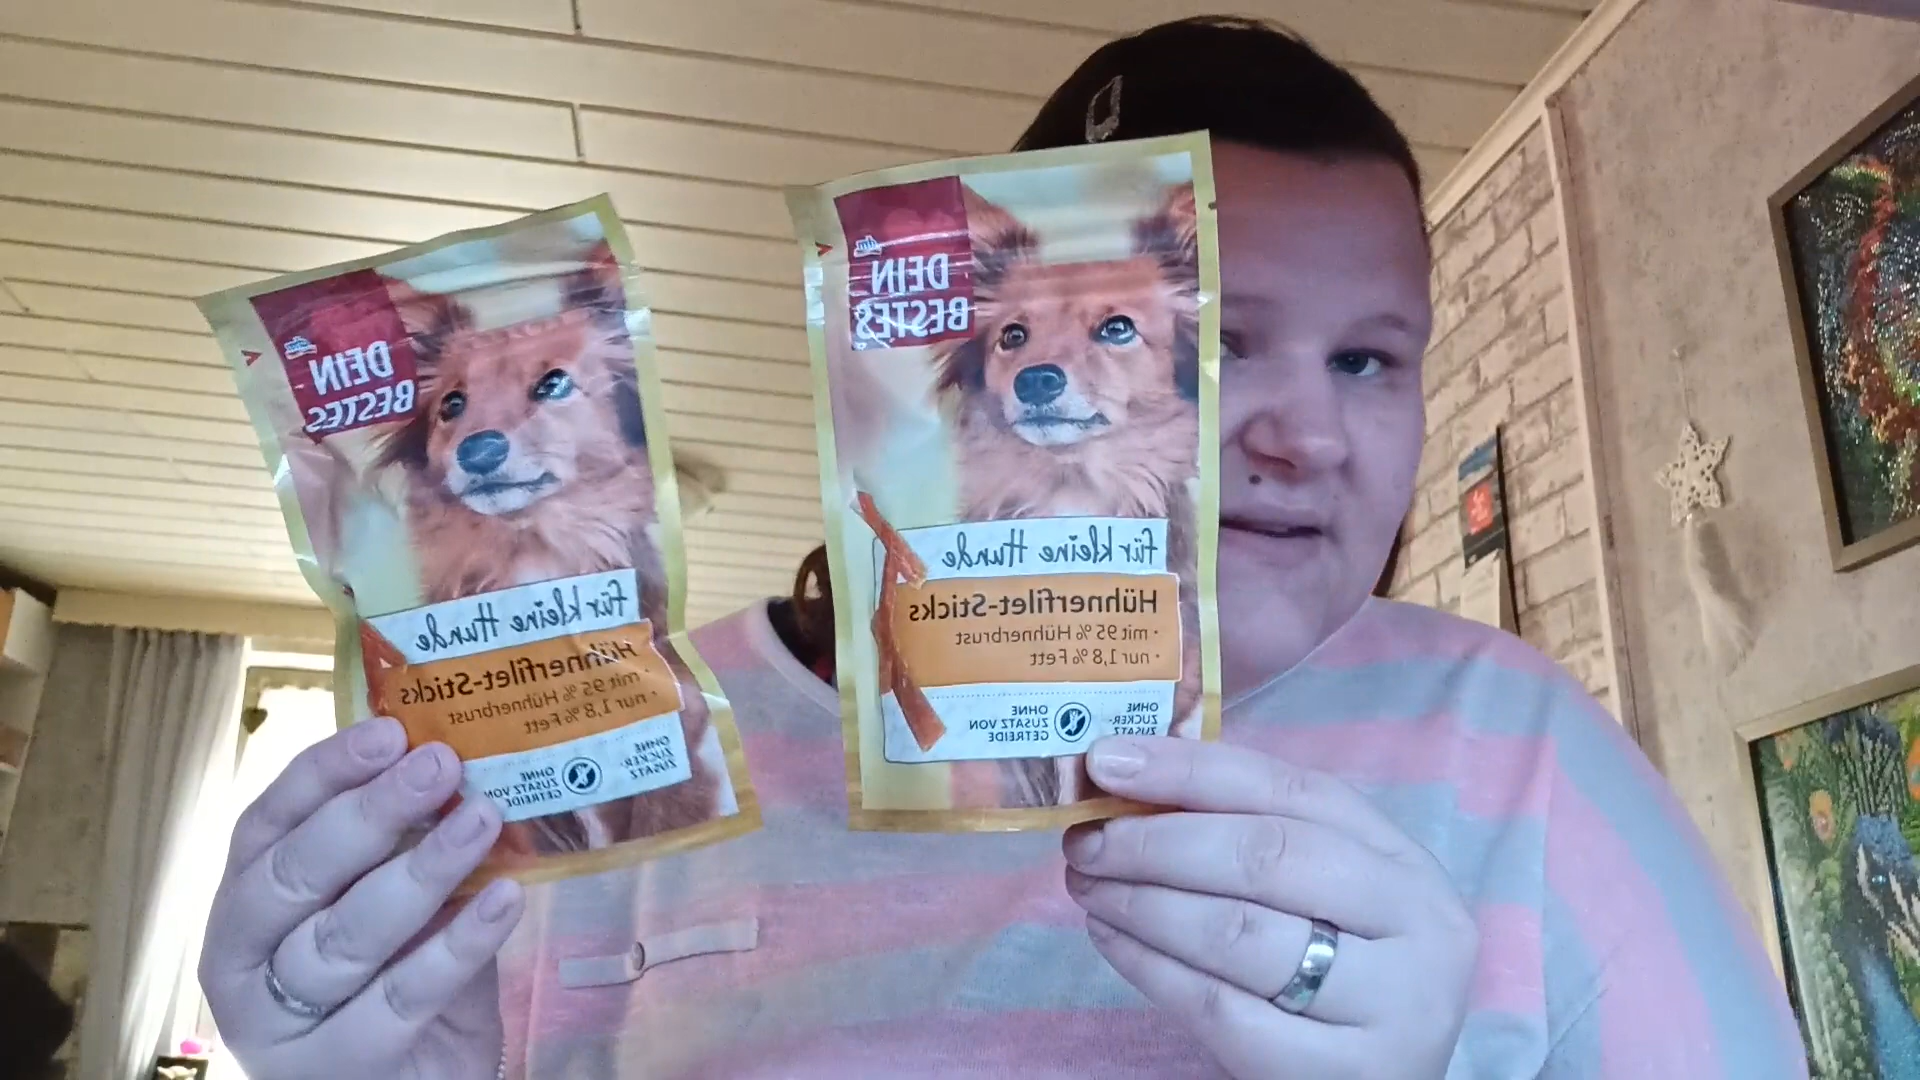 dm
DEIN
BESTES
für kleine Hunde
Hühnerfilet-Sticks
• mit 95 % Hühnerbrust
• nur 1,8 % Fett
OHNE
ZUCKER-
ZUSATZ
OHNE
ZUSATZ VON
GETREIDE
dm
DEIN
BESTES
für kleine Hunde
Hühnerfilet-Sticks
• mit 95 % Hühnerbrust
• nur 1,8 % Fett
OHNE
ZUCKER-
ZUSATZ
OHNE
ZUSATZ VON
GETREIDE